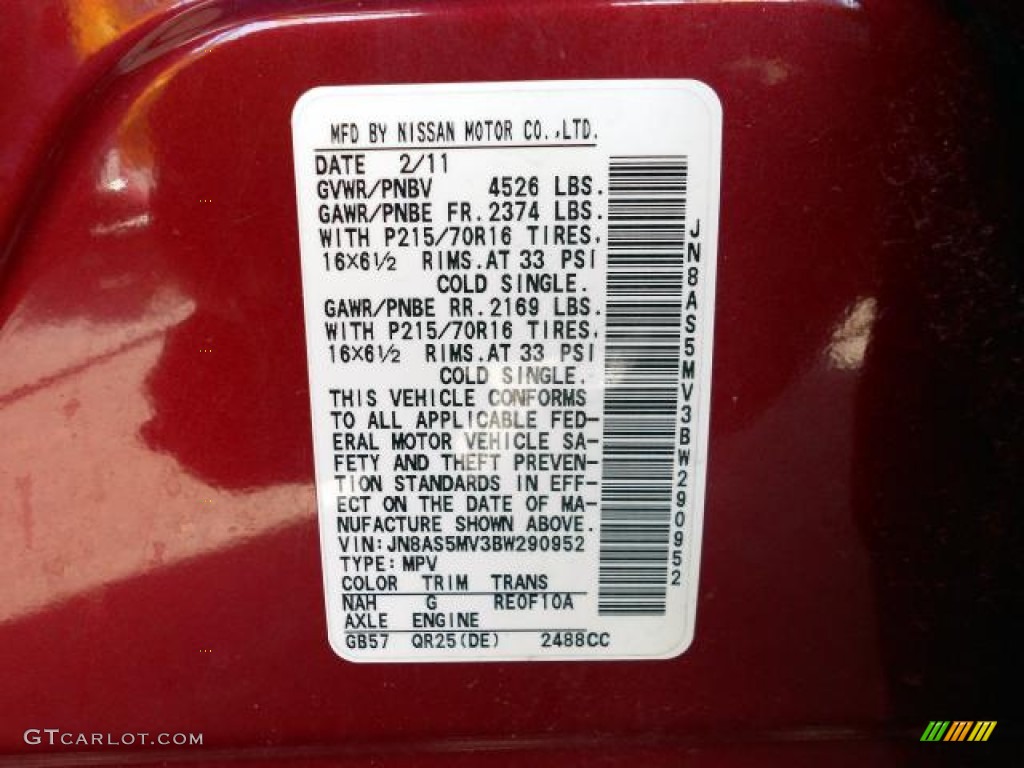 MFD BY NISSAN MOTOR CO.,LTD.
DATE 2/11
GVWR/PNBV 4526 LBS.
GAWR/PNBE FR. 2374 LBS.
WITH P215/70R16 TIRES,
16×6½ RIMS. AT 33 PSI
COLD SINGLE.
GAWR/PNBE RR. 2169 LBS.
WITH P215/70R16 TIRES,
16×6½ RIMS. AT 33 PSI
COLD SINGLE.
THIS VEHICLE CONFORMS
TO ALL APPLICABLE FED-
ERAL MOTOR VEHICLE SA-
FETY AND THEFT PREVEN-
TION STANDARDS IN EFF-
ECT ON THE DATE OF MA-
NUFACTURE SHOWN ABOVE.
VIN: JN8AS5MV3BW290952
TYPE: MPV
COLOR TRIM TRANS
NAH G RE0F10A
AXLE ENGINE
GB57 QR25(DE) 2488CC
JN8AS5MV3BW290952
GTCARLOT.COM